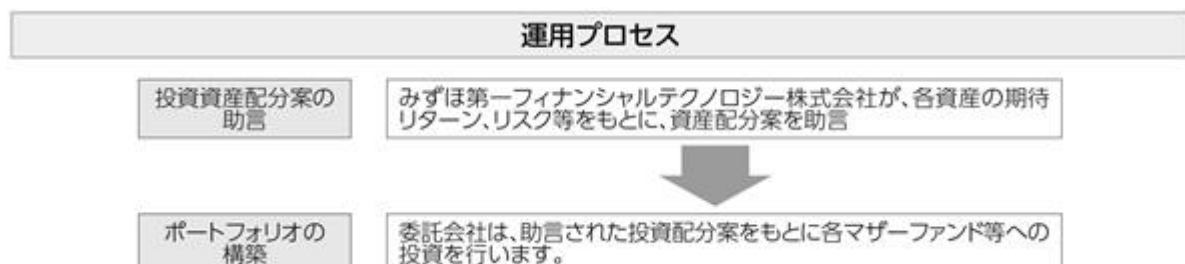 運用プロセス
投資資産配分案の
助言
みずほ第一フィナンシャルテクノロジー株式会社が、各資産の期待
リターン、リスク等をもとに、資産配分案を助言
ポートフォリオの
構築
委託会社は、助言された投資配分案をもとに各マザーファンド等への
投資を行います。